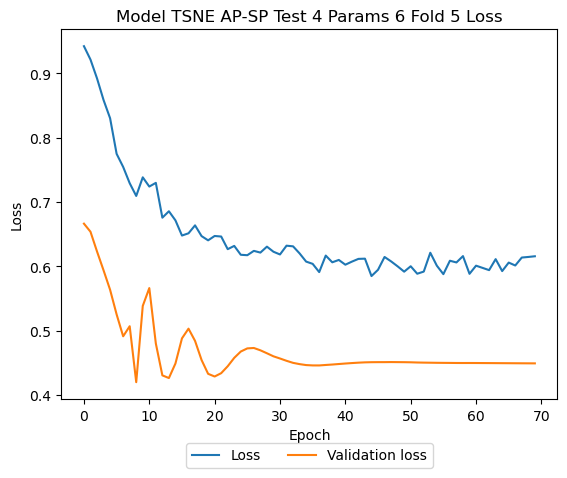 Model TSNE AP-SP Test 4 Params 6 Fold 5 Loss
0.9
0.8
0.7
0.6
0.5
0.4
Loss
0 10 20 30 40 50 60 70
Epoch
Loss Validation loss